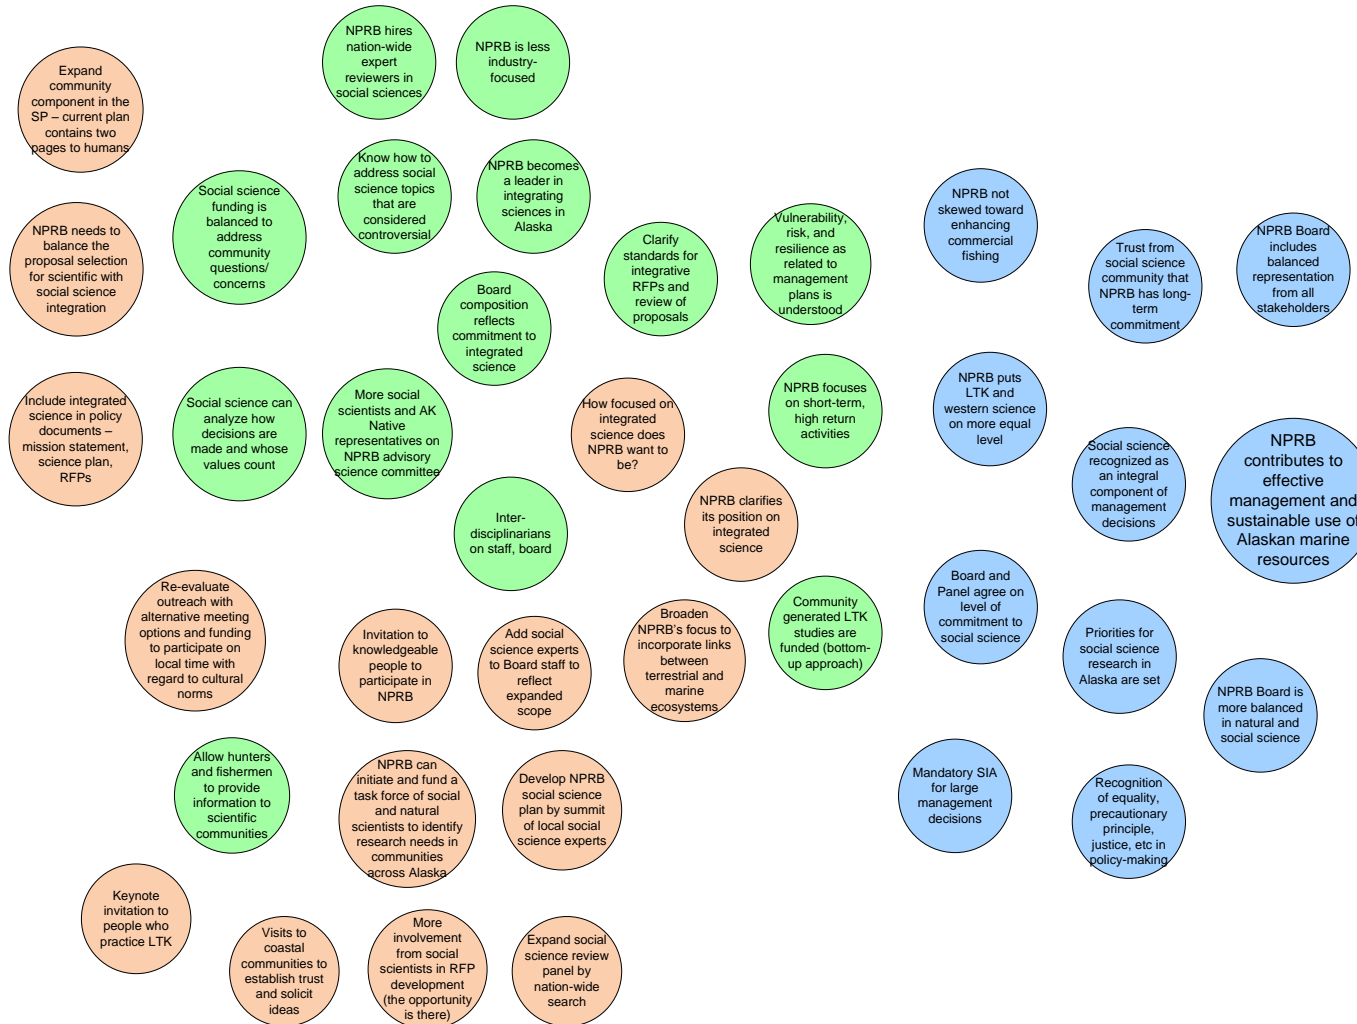 Expand
community
component in the
SP – current plan
contains two
pages to humans
NPRB hires
nation-wide
expert
reviewers in
social sciences
NPRB is less
industry-
focused
Know how to
address social
science topics
that are
considered
controversial
NPRB becomes
a leader in
integrating
sciences in
Alaska
Social science
funding is
balanced to
address
community
questions/
concerns
NPRB needs to
balance the
proposal selection
for scientific with
social science
integration
Clarify
standards for
integrative
RFPs and
review of
proposals
Vulnerability,
risk, and
resilience as
related to
management
plans is
understood
NPRB not
skewed toward
enhancing
commercial
fishing
Trust from
social science
community that
NPRB has long-
term
commitment
NPRB Board
includes
balanced
representation
from all
stakeholders
Board
composition
reflects
commitment to
integrated
science
Include integrated
science in policy
documents –
mission statement,
science plan,
RFPs
Social science can
analyze how
decisions are
made and whose
values count
More social
scientists and AK
Native
representatives on
NPRB advisory
science committee
How focused on
integrated
science does
NPRB want to
be?
NPRB focuses
on short-term,
high return
activities
NPRB puts
LTK and
western science
on more equal
level
Social science
recognized as
an integral
component of
management
decisions
NPRB
contributes to
effective
management and
sustainable use of
Alaskan marine
resources
Inter-
disciplinarians
on staff, board
NPRB clarifies
its position on
integrated
science
Re-evaluate
outreach with
alternative meeting
options and funding
to participate on
local time with
regard to cultural
norms
Invitation to
knowledgeable
people to
participate in
NPRB
Add social
science experts
to Board staff to
reflect
expanded
scope
Broaden
NPRB's focus to
incorporate links
between
terrestrial and
marine
ecosystems
Community
generated LTK
studies are
funded (bottom-
up approach)
Board and
Panel agree on
level of
commitment to
social science
Priorities for
social science
research in
Alaska are set
NPRB Board is
more balanced
in natural and
social science
Allow hunters
and fishermen
to provide
information to
scientific
communities
NPRB can
initiate and fund a
task force of social
and natural
scientists to identify
research needs in
communities
across Alaska
Develop NPRB
social science
plan by summit
of local social
science experts
Mandatory SIA
for large
management
decisions
Recognition
of equality,
precautionary
principle,
justice, etc in
policy-making
Keynote
invitation to
people who
practice LTK
Visits to
coastal
communities to
establish trust
and solicit
ideas
More
involvement
from social
scientists in RFP
development
(the opportunity
is there)
Expand social
science review
panel by
nation-wide
search